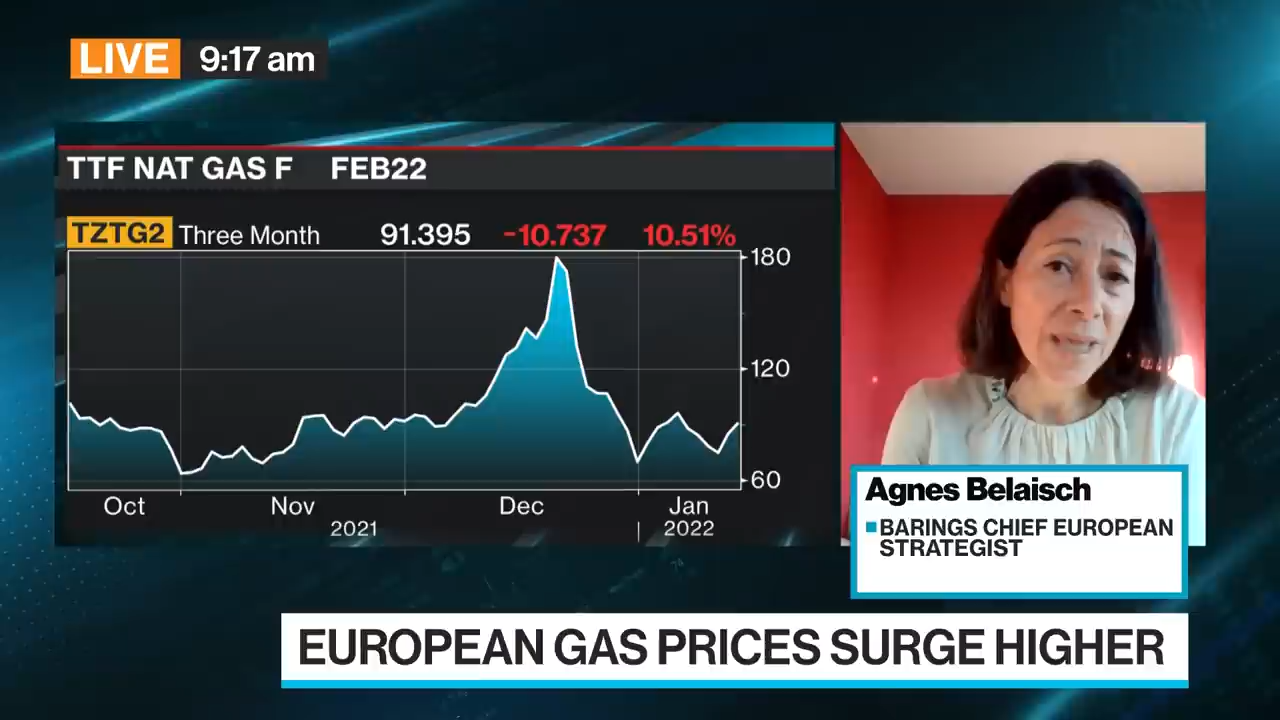 LIVE 9:17 am
TTF NAT GAS F FEB22
TZTG2 Three Month 91.395 -10.737 10.51%
180
120
60
Oct Nov Dec Jan
2021 2022
Agnes Belaisch
BARINGS CHIEF EUROPEAN
STRATEGIST
EUROPEAN GAS PRICES SURGE HIGHER